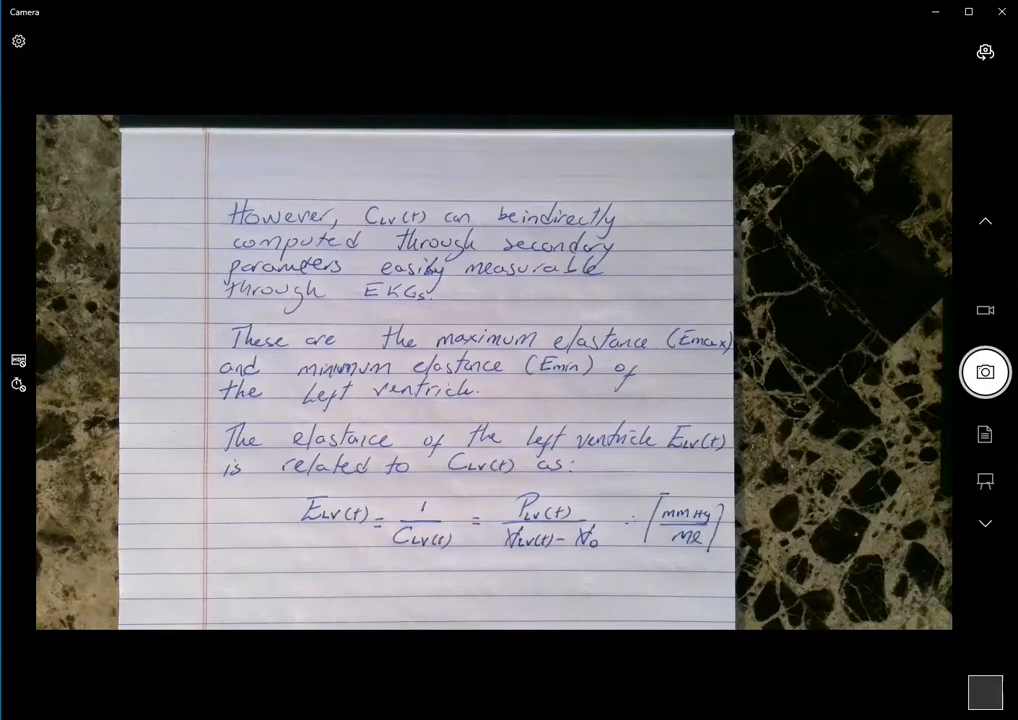 Camera
However, CLV(t) can be indirectly
computed through secondary
parameters easily measurable
through EKGs.
These are the maximum elastance (Emax)
and minimum elastance (Emin) of
the Left ventricle.
The elastance of the left ventricle ELV(t)
is related to CLV(t) as:
ELV(t) = 1/CLV(t) = PLV(t)/(VLV(t) - V0) ∴ [mmHg/ml]